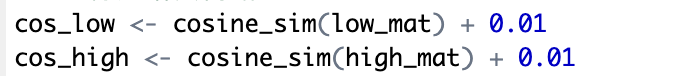 cos_low <- cosine_sim(low_mat) + 0.01
cos_high <- cosine_sim(high_mat) + 0.01